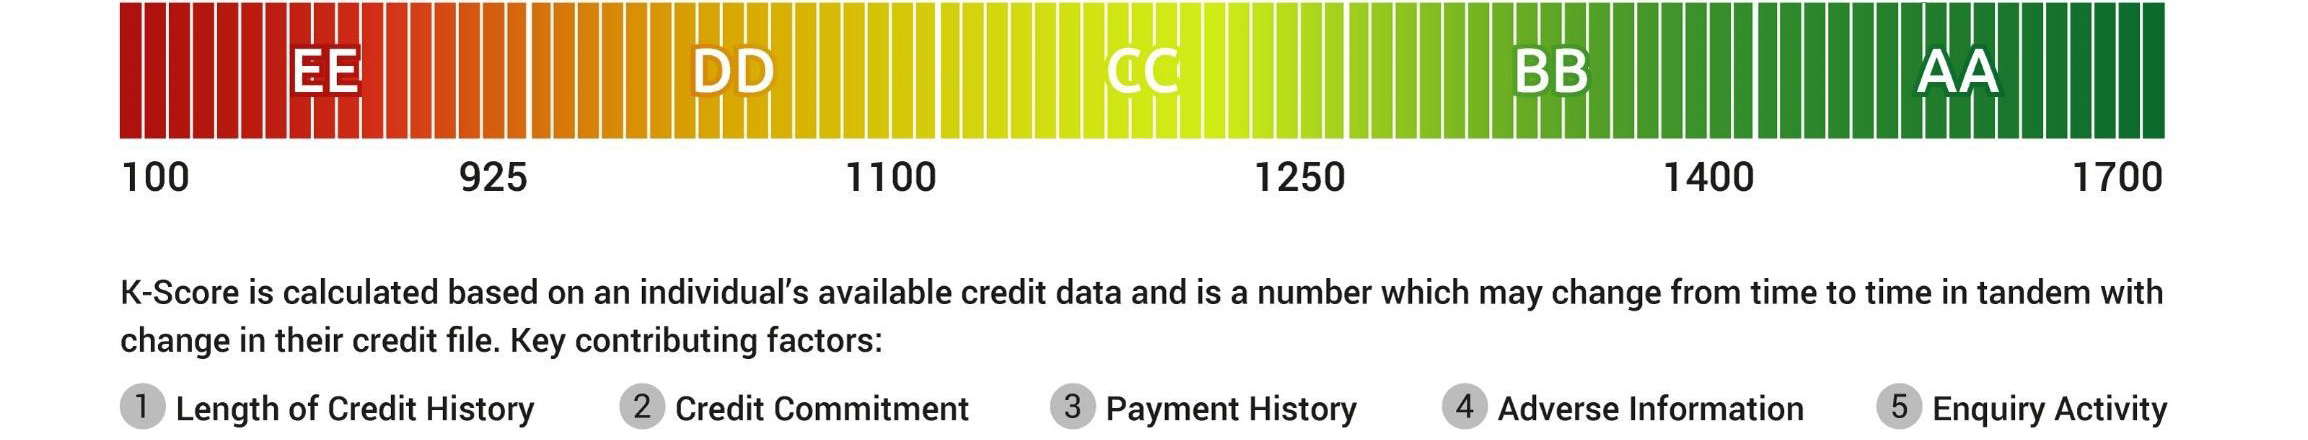 EE DD CC BB AA
100 925 1100 1250 1400 1700
K-Score is calculated based on an individual’s available credit data and is a number which may change from time to time in tandem with
change in their credit file. Key contributing factors:
1 Length of Credit History 2 Credit Commitment 3 Payment History 4 Adverse Information 5 Enquiry Activity